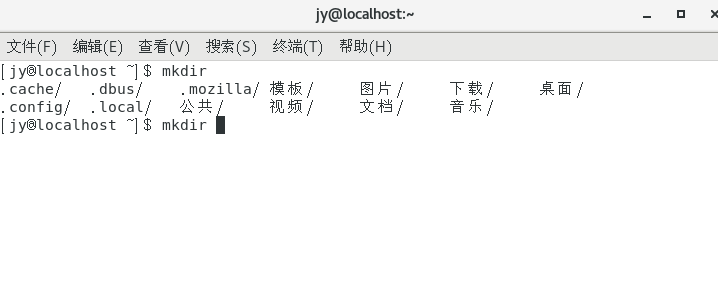 jy@localhost:~
文件(F) 编辑(E) 查看(V) 搜索(S) 终端(T) 帮助(H)
[jy@localhost ~]$ mkdir
.cache/ .dbus/ .mozilla/ 模板/ 图片/ 下载/ 桌面/
.config/ .local/ 公共/ 视频/ 文档/ 音乐/
[jy@localhost ~]$ mkdir